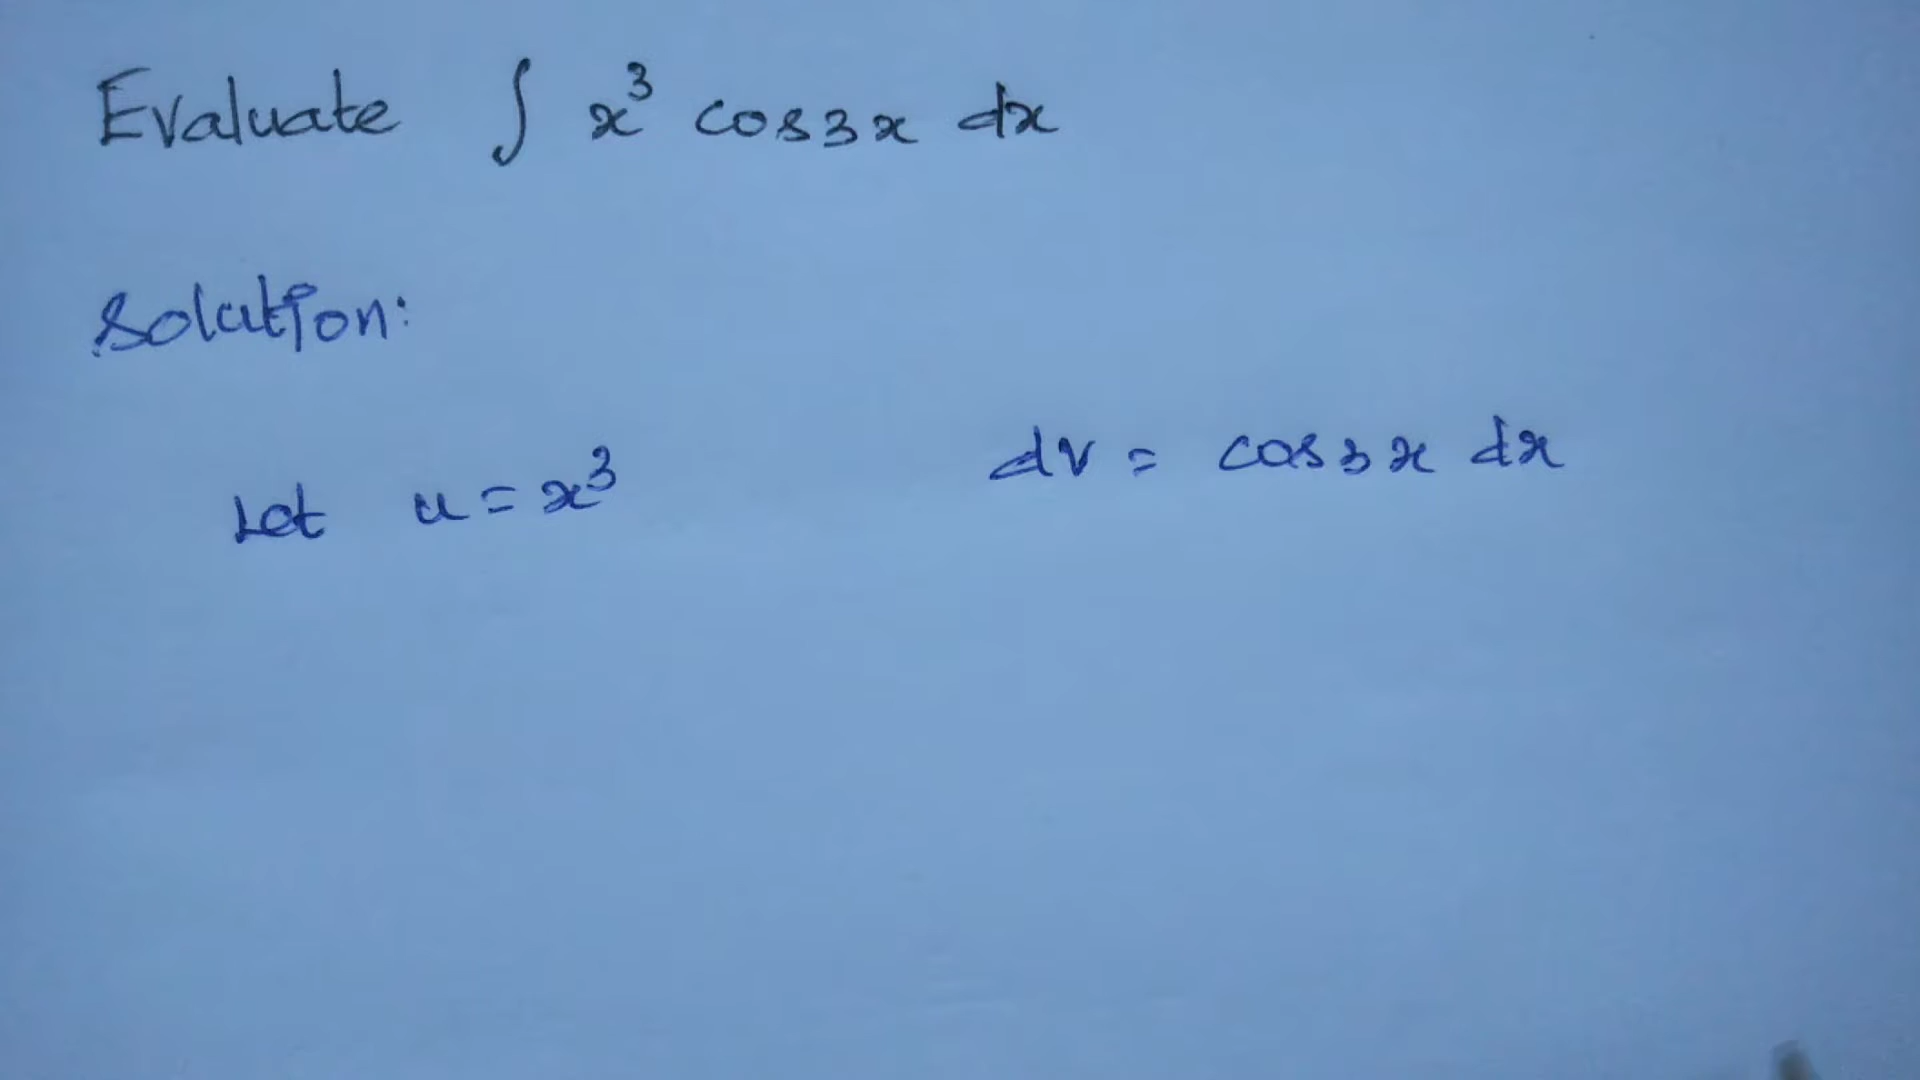 Evaluate ∫ x³ cos3x dx
Solution:
Let u = x³ dv = cos3x dx